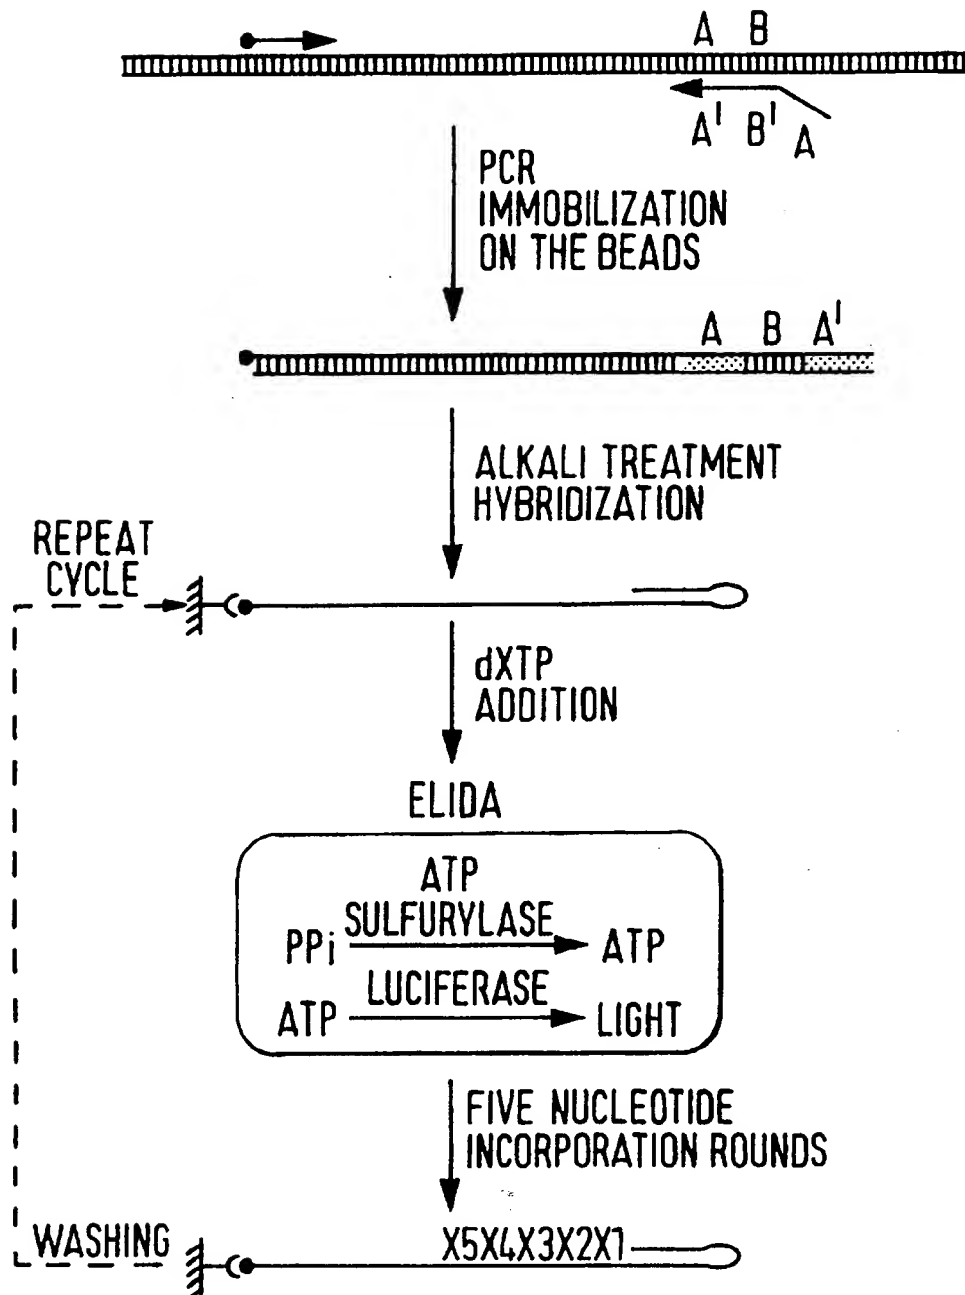 A B
A' B' A
PCR
IMMOBILIZATION
ON THE BEADS
A B A'
ALKALI TREATMENT
HYBRIDIZATION
REPEAT
CYCLE
dXTP
ADDITION
ELIDA
ATP
SULFURYLASE
PPi ATP
LUCIFERASE
ATP LIGHT
FIVE NUCLEOTIDE
INCORPORATION ROUNDS
WASHING
X5X4X3X2X1